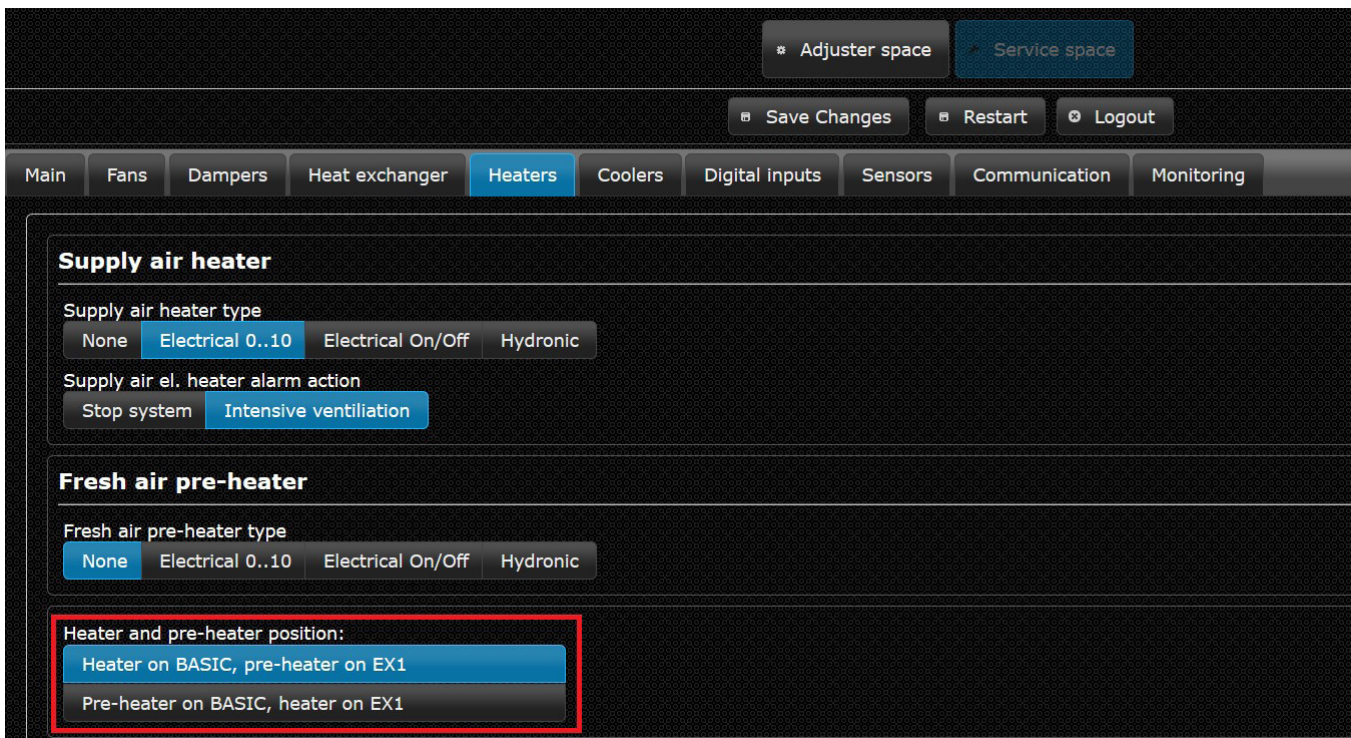 Adjuster space Service space
Save Changes Restart Logout
Main Fans Dampers Heat exchanger Heaters Coolers Digital inputs Sensors Communication Monitoring
Supply air heater
Supply air heater type
None Electrical 0..10 Electrical On/Off Hydronic
Supply air el. heater alarm action
Stop system Intensive ventiliation
Fresh air pre-heater
Fresh air pre-heater type
None Electrical 0..10 Electrical On/Off Hydronic
Heater and pre-heater position:
Heater on BASIC, pre-heater on EX1
Pre-heater on BASIC, heater on EX1